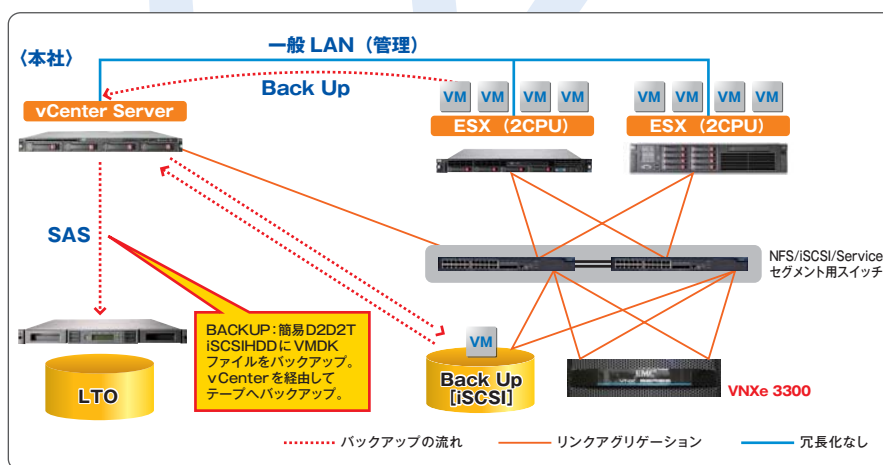 一般 LAN（管理）
〈本社〉
Back Up
vCenter Server
VM VM VM VM
VM VM VM VM
ESX（2CPU）
ESX（2CPU）
SAS
NFS/iSCSI/Service
セグメント用スイッチ
BACKUP：簡易D2D2T
iSCSIHDDにVMDK
ファイルをバックアップ。
vCenterを経由して
テープへバックアップ。
LTO
VM
Back Up
[iSCSI]
EMC
VNXe 3300
バックアップの流れ
リンクアグリゲーション
冗長化なし